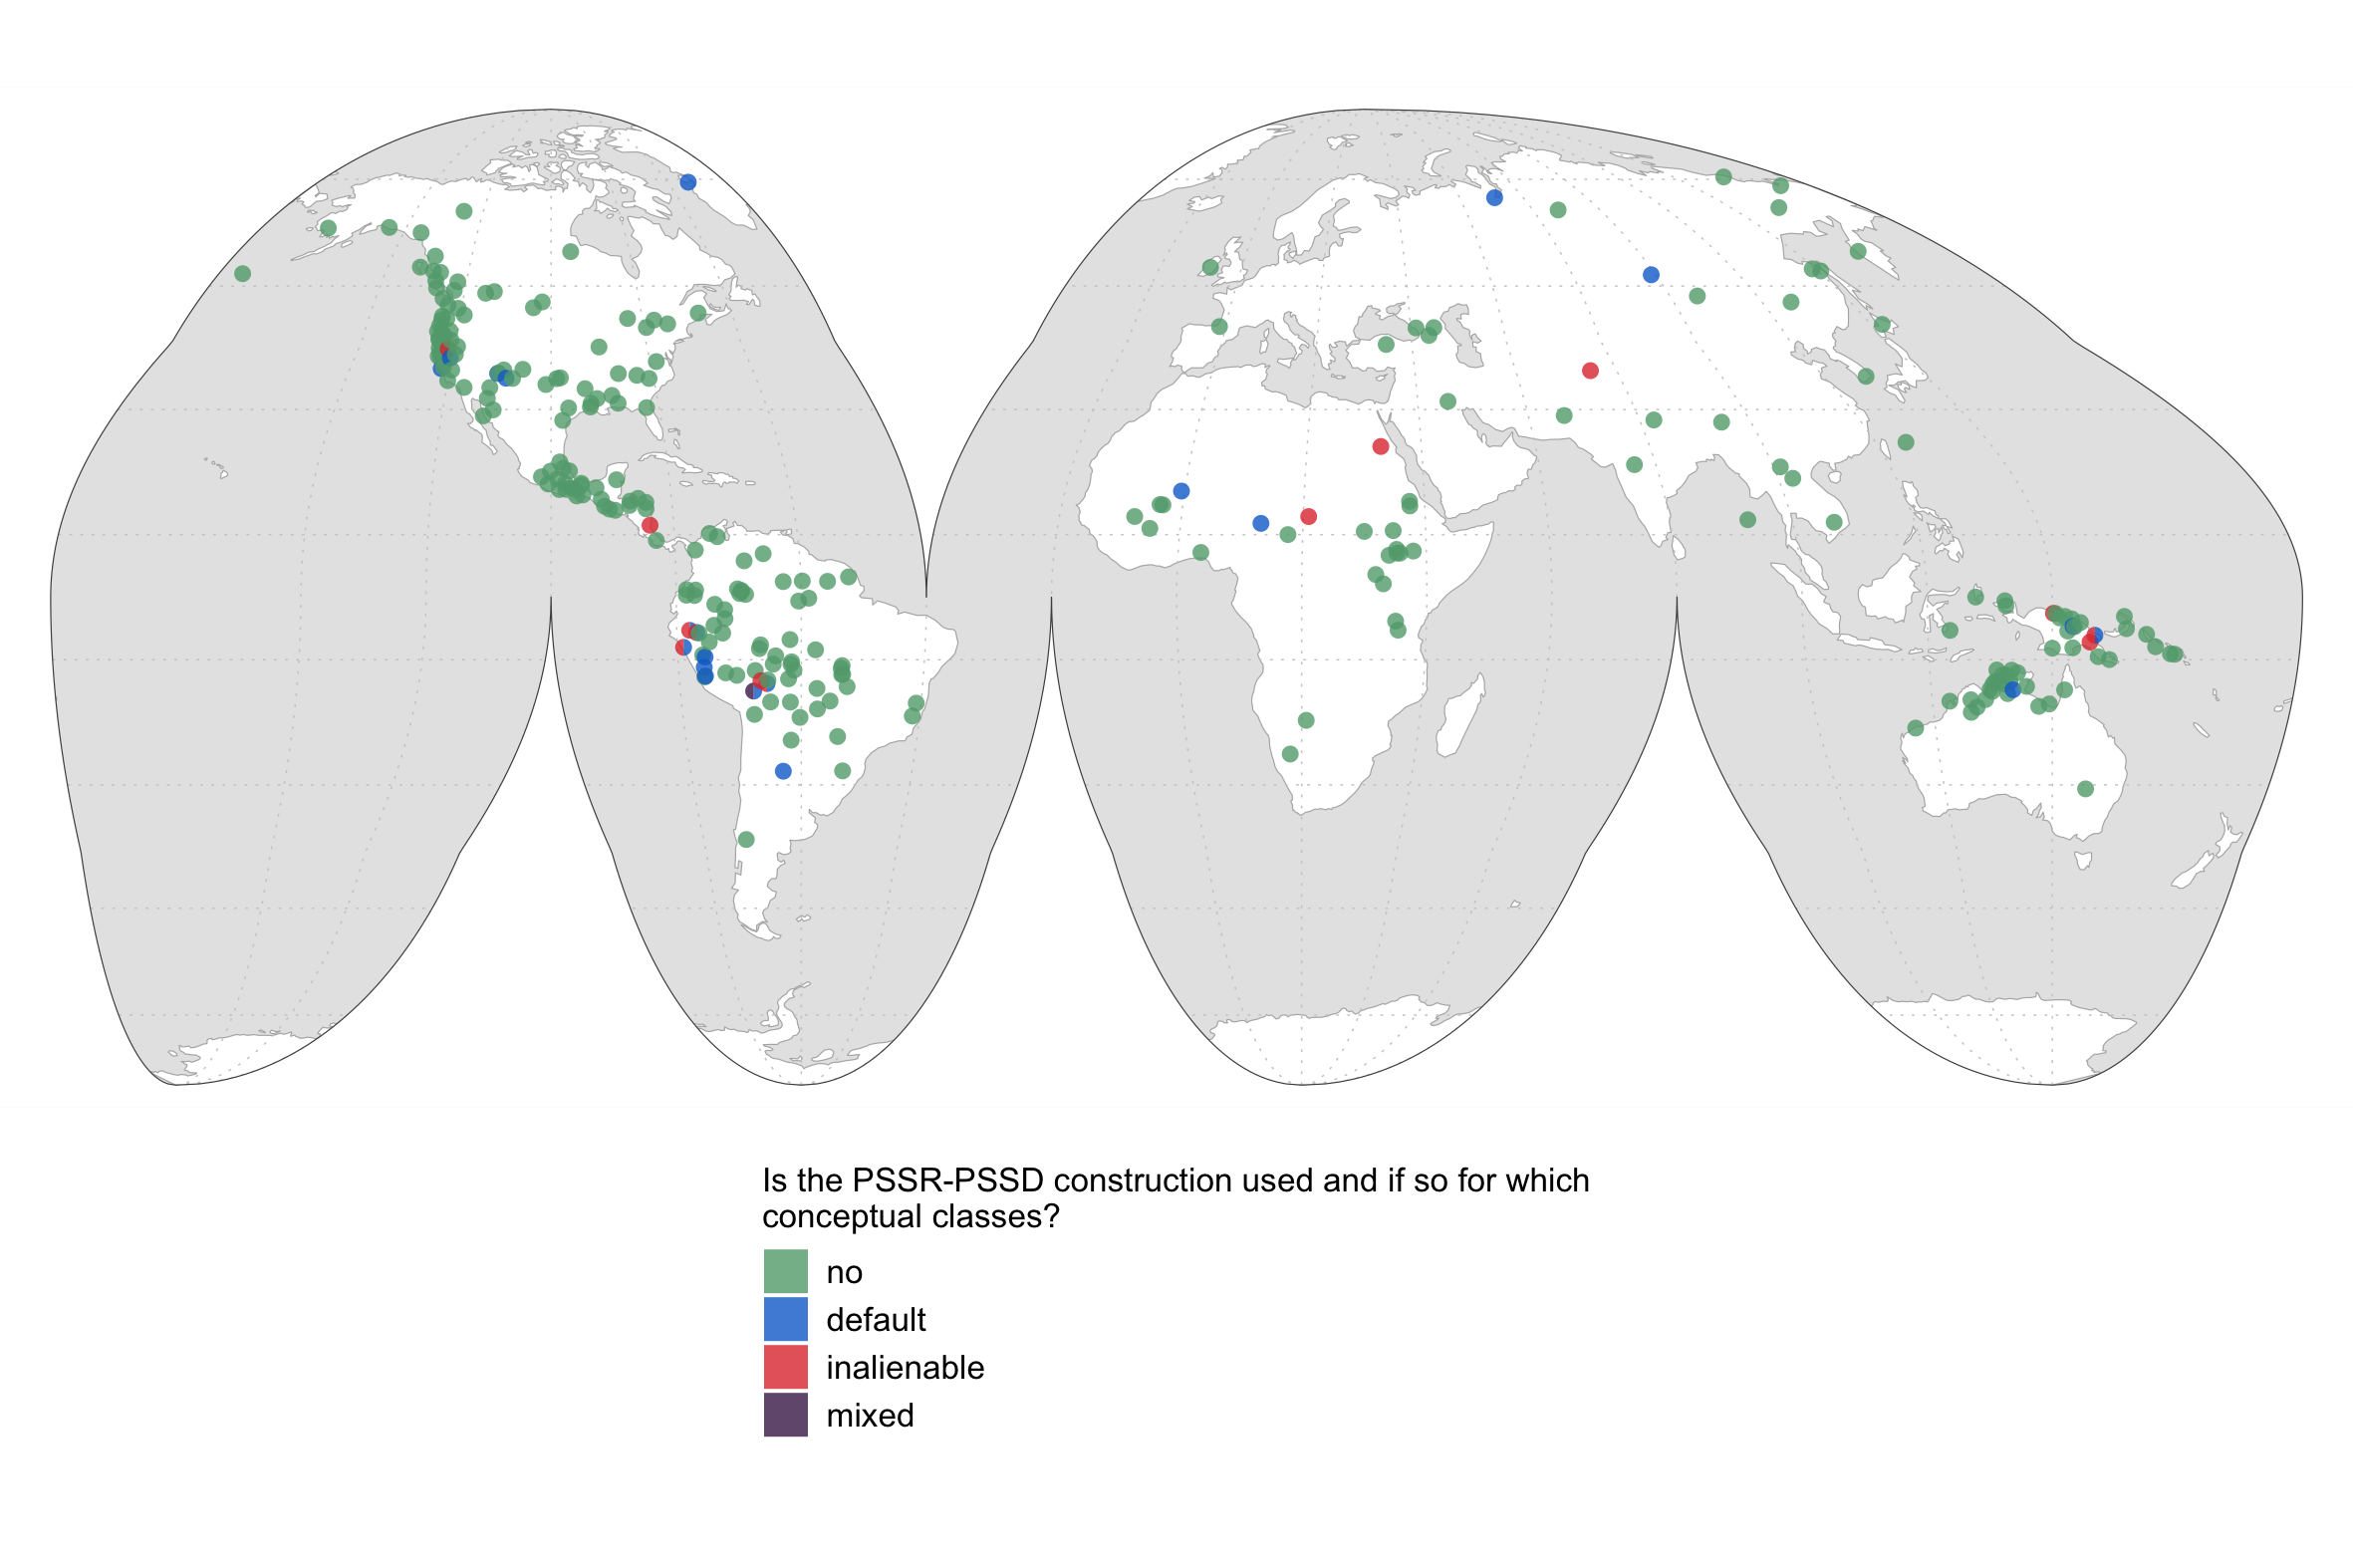 Is the PSSR-PSSD construction used and if so for which
conceptual classes?
no
default
inalienable
mixed